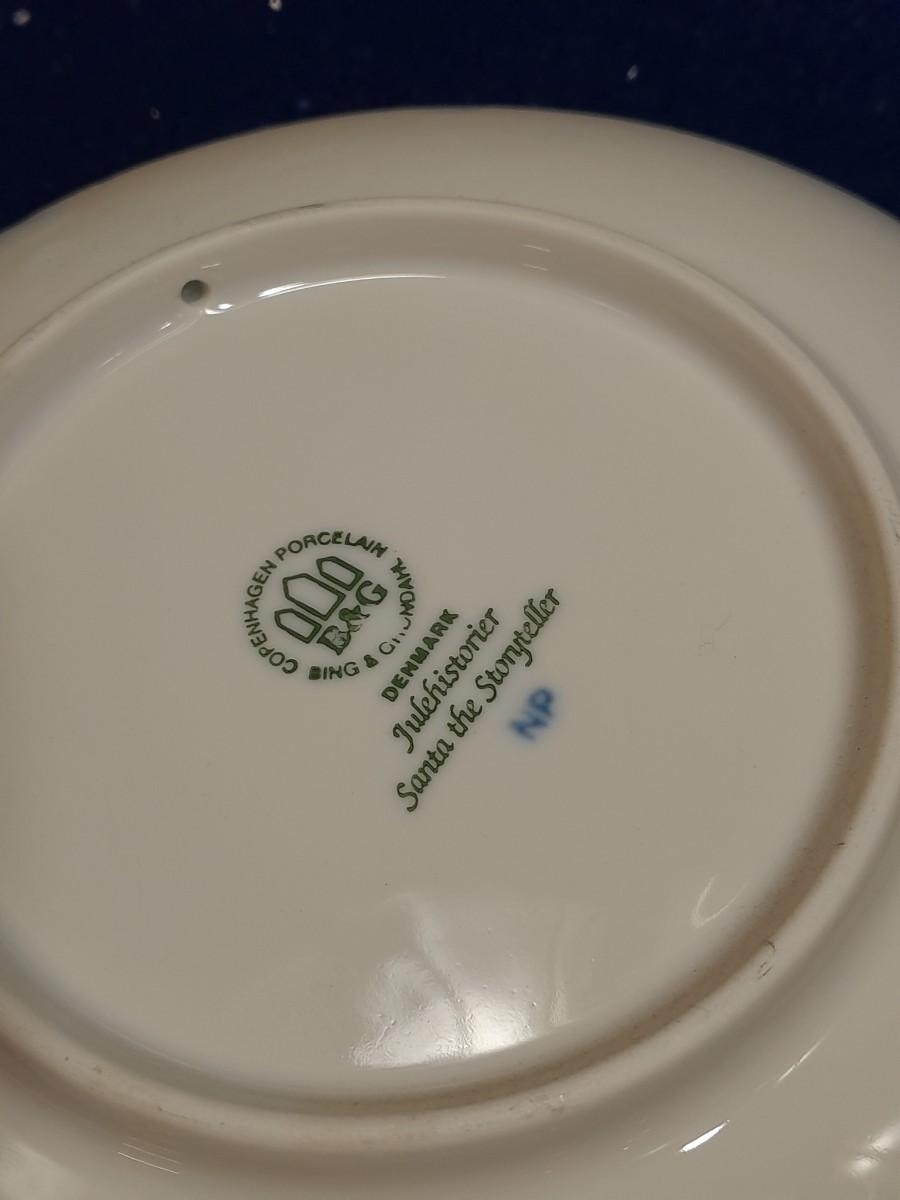 COPENHAGEN PORCELAIN
B&G
BING &
DENMARK
Julehistorier
Santa the Storyteller
NP